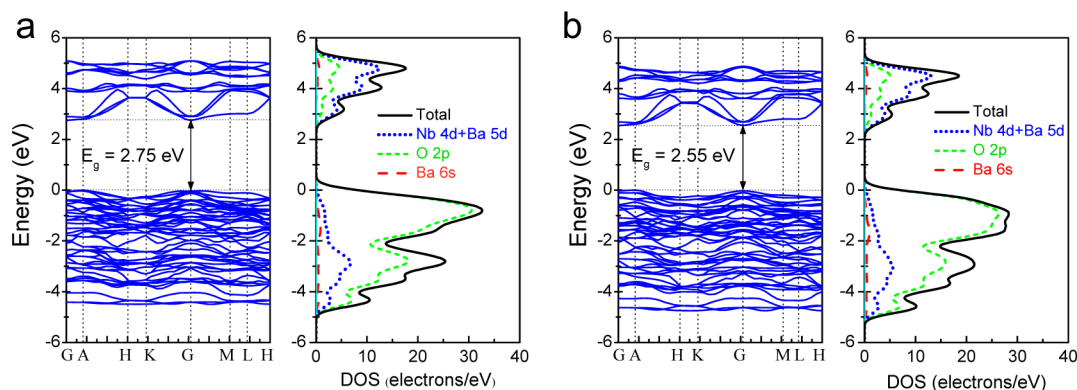 a
Energy (eV)
6
4
2
0
-2
-4
-6
E_g = 2.75 eV
G A H K G M L H
Total
Nb 4d+Ba 5d
O 2p
Ba 6s
0 10 20 30 40
DOS (electrons/eV)
b
Energy (eV)
6
4
2
0
-2
-4
-6
E_g = 2.55 eV
G A H K G M L H
Total
Nb 4d+Ba 5d
O 2p
Ba 6s
0 10 20 30 40
DOS (electrons/eV)